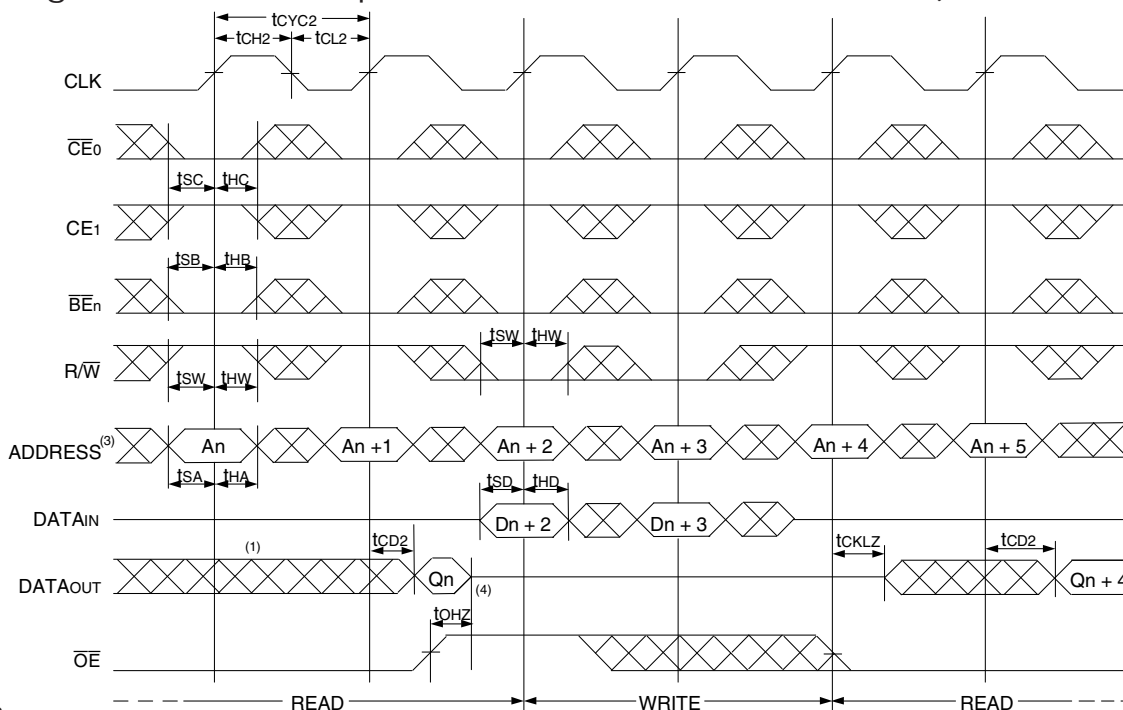 tCYC2
tCH2 tCL2
CLK
CE0
tSC tHC
CE1
tSB tHB
BEn
tSW tHW
R/W
tSW tHW
ADDRESS(3) An An +1 An + 2 An + 3 An + 4 An + 5
tSA tHA
tSD tHD
DATAIN Dn + 2 Dn + 3
(1) tCD2 tCKLZ tCD2
DATAOUT Qn Qn + 4
(4)
tOHZ
OE
READ WRITE READ